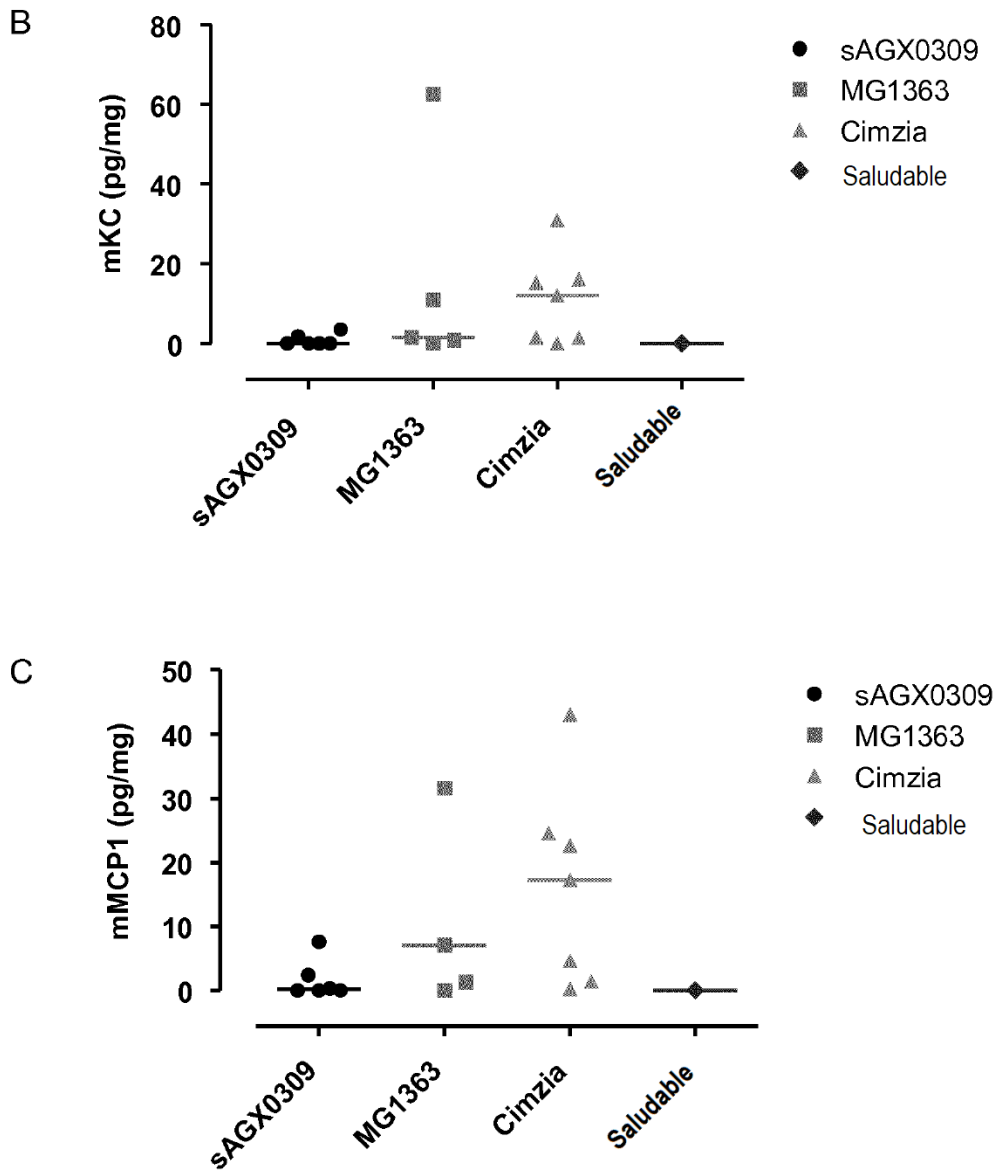 B
80
60
40
20
0
mKC (pg/mg)
sAGX0309
MG1363
Cimzia
Saludable
sAGX0309
MG1363
Cimzia
Saludable
C
50
40
30
20
10
0
mMCP1 (pg/mg)
sAGX0309
MG1363
Cimzia
Saludable
sAGX0309
MG1363
Cimzia
Saludable